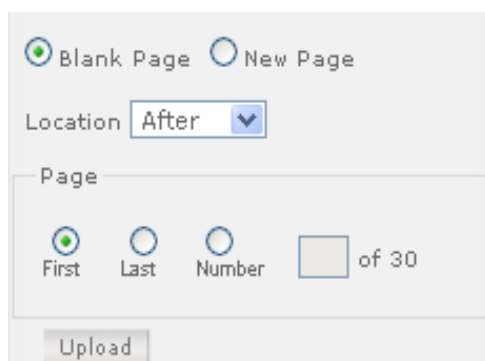 Blank Page New Page
Location After
Page
First Last Number of 30
Upload